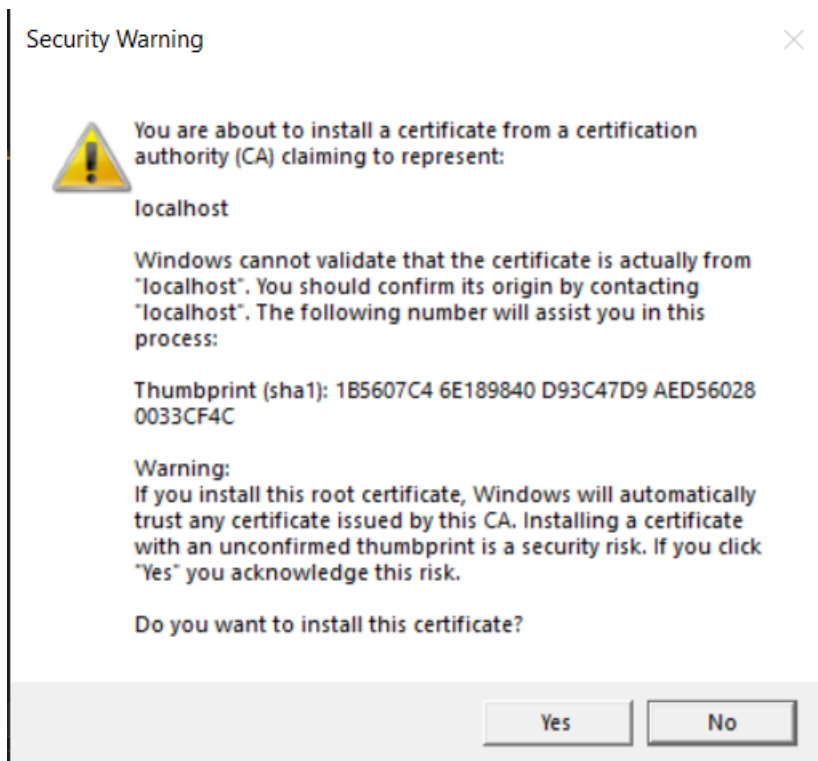 Security Warning
You are about to install a certificate from a certification
authority (CA) claiming to represent:
localhost
Windows cannot validate that the certificate is actually from
"localhost". You should confirm its origin by contacting
"localhost". The following number will assist you in this
process:
Thumbprint (sha1): 1B5607C4 6E189840 D93C47D9 AED56028
0033CF4C
Warning:
If you install this root certificate, Windows will automatically
trust any certificate issued by this CA. Installing a certificate
with an unconfirmed thumbprint is a security risk. If you click
"Yes" you acknowledge this risk.
Do you want to install this certificate?
Yes
No